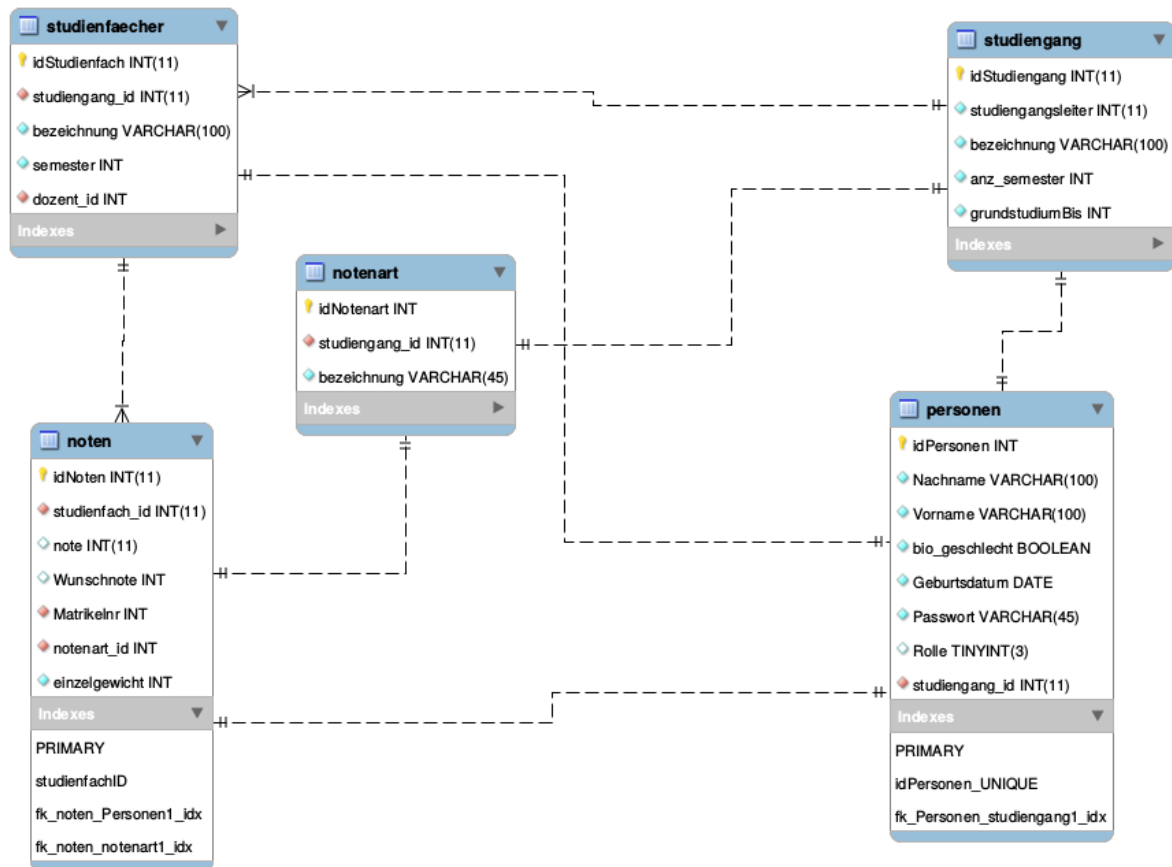 studienfaecher
idStudienfach INT(11)
studiengang_id INT(11)
bezeichnung VARCHAR(100)
semester INT
dozent_id INT
Indexes
studiengang
idStudiengang INT(11)
studiengangsleiter INT(11)
bezeichnung VARCHAR(100)
anz_semester INT
grundstudiumBis INT
Indexes
notenart
idNotenart INT
studiengang_id INT(11)
bezeichnung VARCHAR(45)
Indexes
noten
idNoten INT(11)
studienfach_id INT(11)
note INT(11)
Wunschnote INT
Matrikelnr INT
notenart_id INT
einzelgewicht INT
Indexes
PRIMARY
studienfachID
fk_noten_Personen1_idx
fk_noten_notenart1_idx
personen
idPersonen INT
Nachname VARCHAR(100)
Vorname VARCHAR(100)
bio_geschlecht BOOLEAN
Geburtsdatum DATE
Passwort VARCHAR(45)
Rolle TINYINT(3)
studiengang_id INT(11)
Indexes
PRIMARY
idPersonen_UNIQUE
fk_Personen_studiengang1_idx